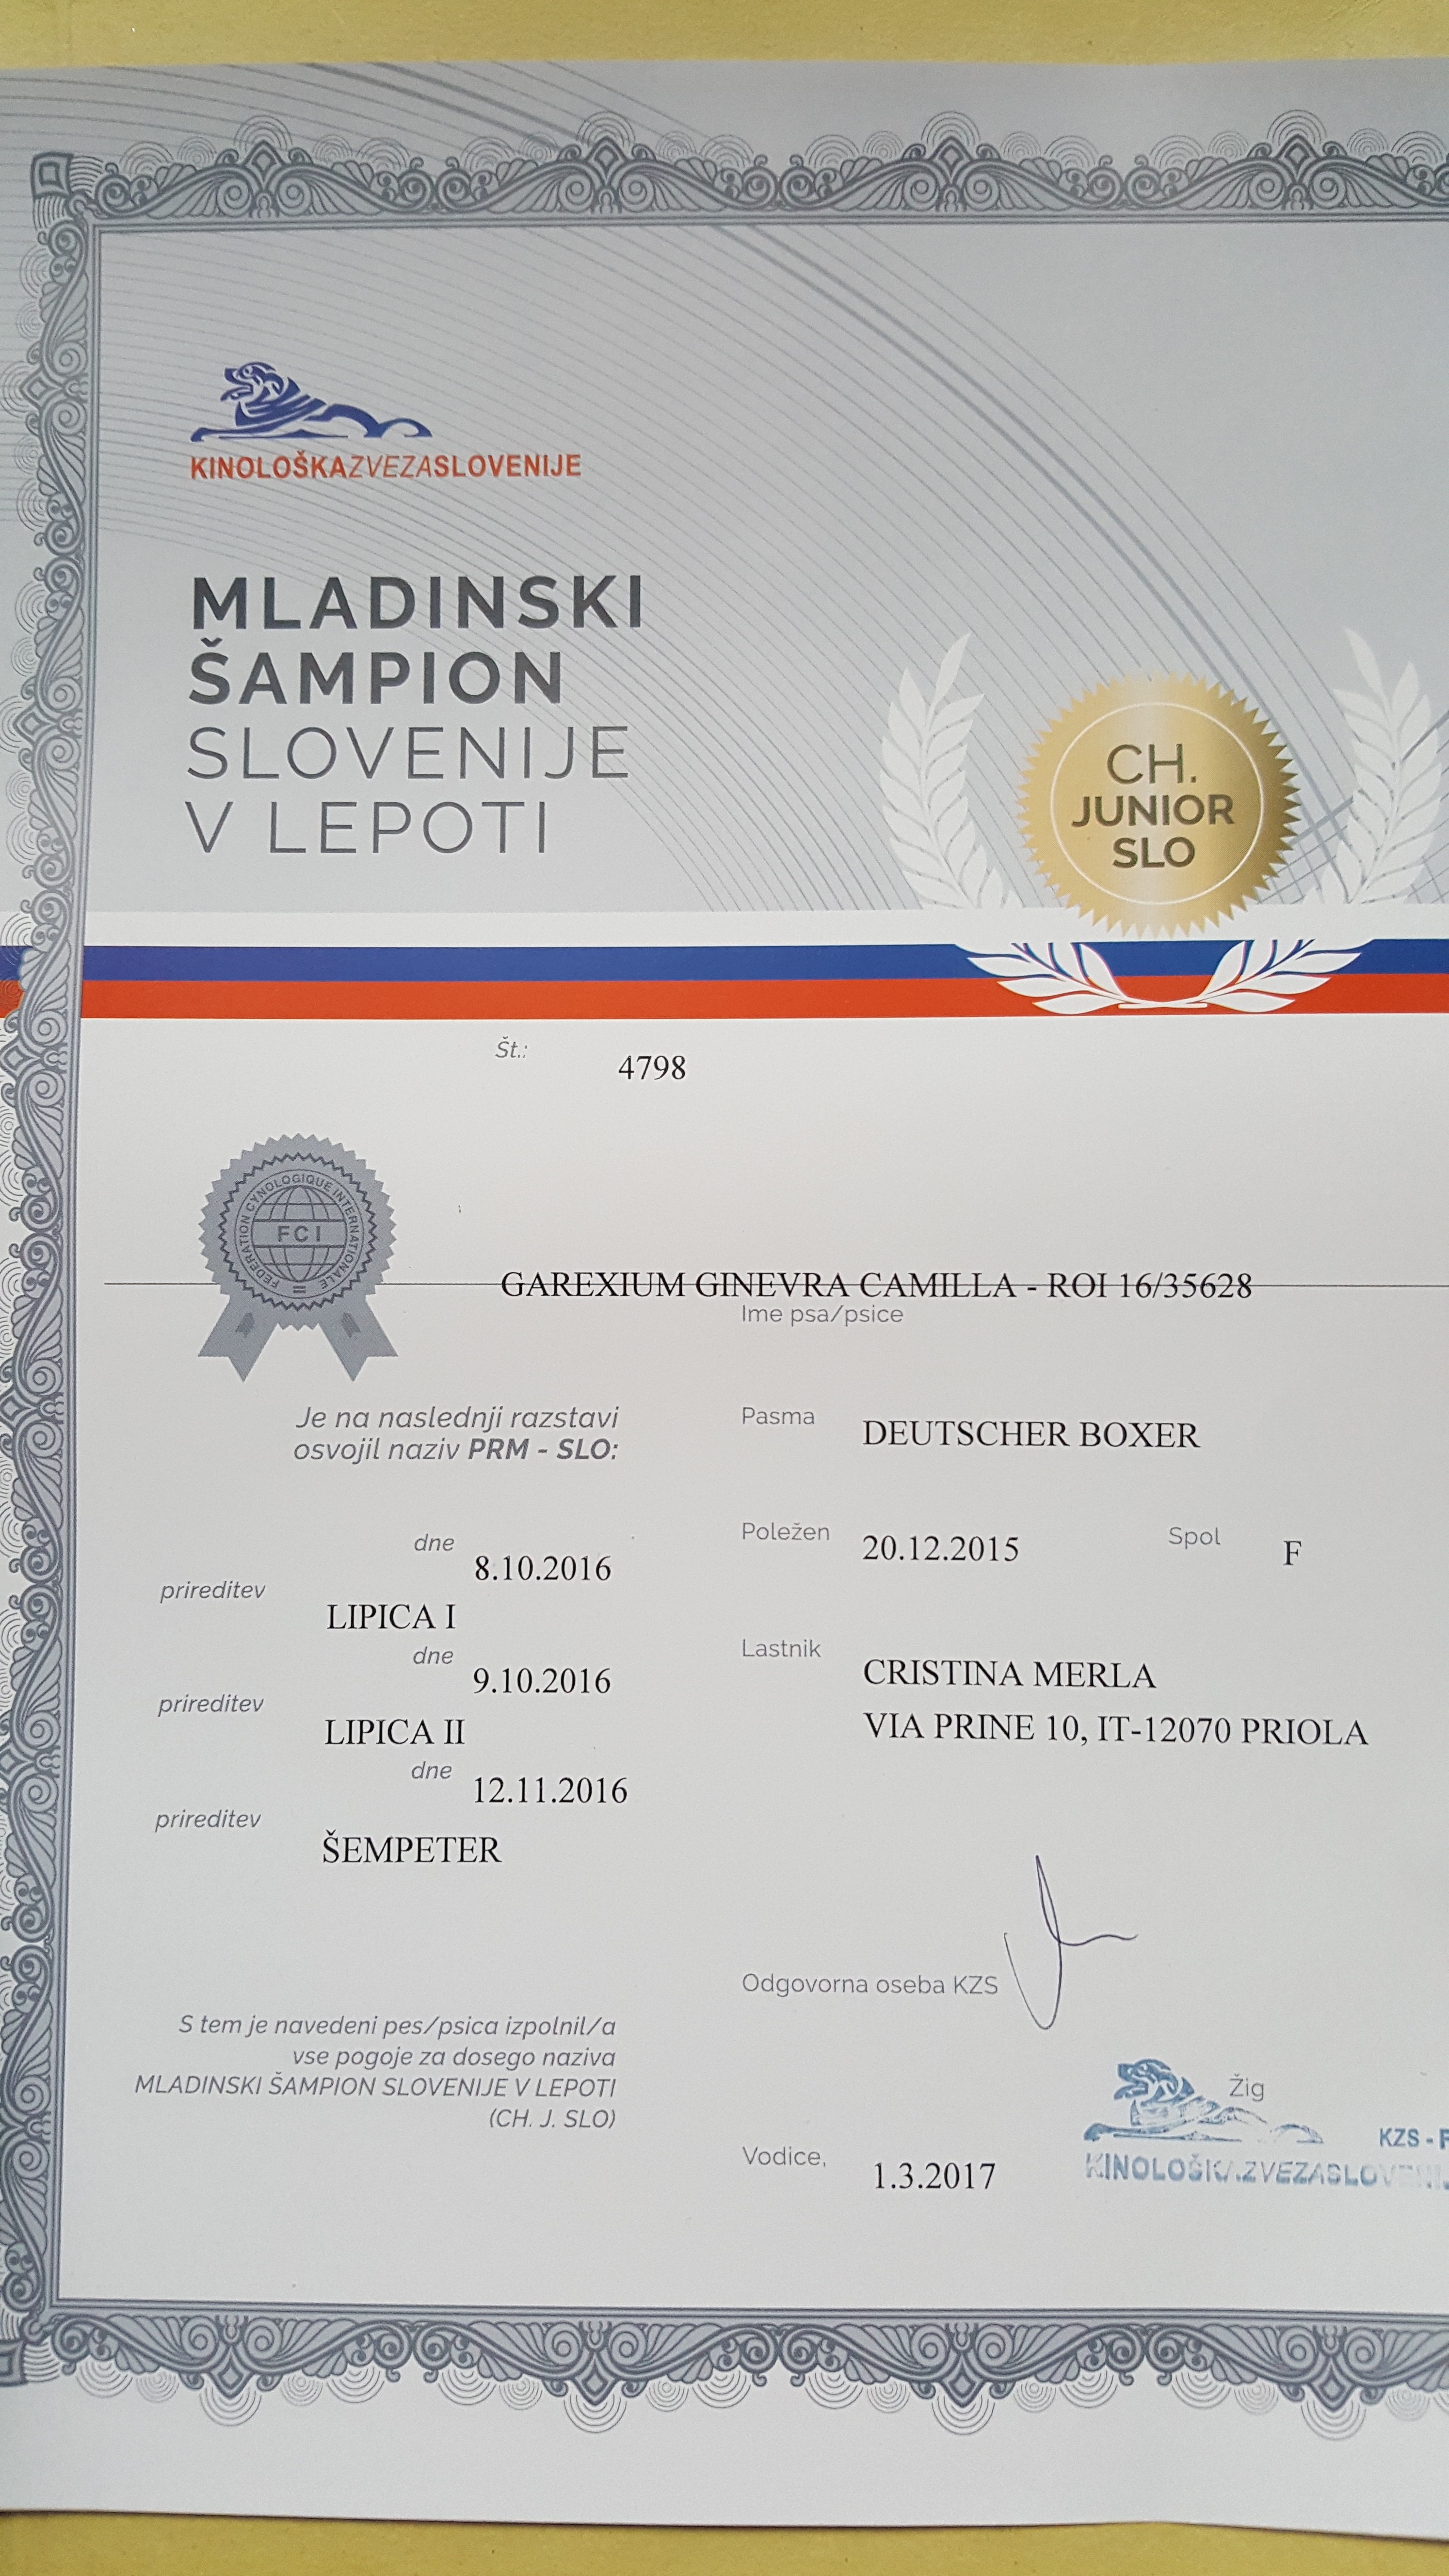 KINOLOŠKAZVEZASLOVENIJE
MLADINSKI
ŠAMPION
SLOVENIJE
V LEPOTI
CH.
JUNIOR
SLO
Št.: 4798
FEDERATION CYNOLOGIQUE INTERNATIONALE
FCI
GAREXIUM GINEVRA CAMILLA - ROI 16/35628
Ime psa/psice
Je na naslednji razstavi
osvojil naziv PRM - SLO:
dne 8.10.2016
prireditev LIPICA I
dne 9.10.2016
prireditev LIPICA II
dne 12.11.2016
prireditev ŠEMPETER
S tem je navedeni pes/psica izpolnil/a
vse pogoje za dosego naziva
MLADINSKI ŠAMPION SLOVENIJE V LEPOTI
(CH. J. SLO)
Pasma DEUTSCHER BOXER
Poležen 20.12.2015 Spol F
Lastnik CRISTINA MERLA
VIA PRINE 10, IT-12070 PRIOLA
Odgovorna oseba KZS
Žig
KZS -
KINOLOŠKAZVEZASLOVENIJ
Vodice, 1.3.2017